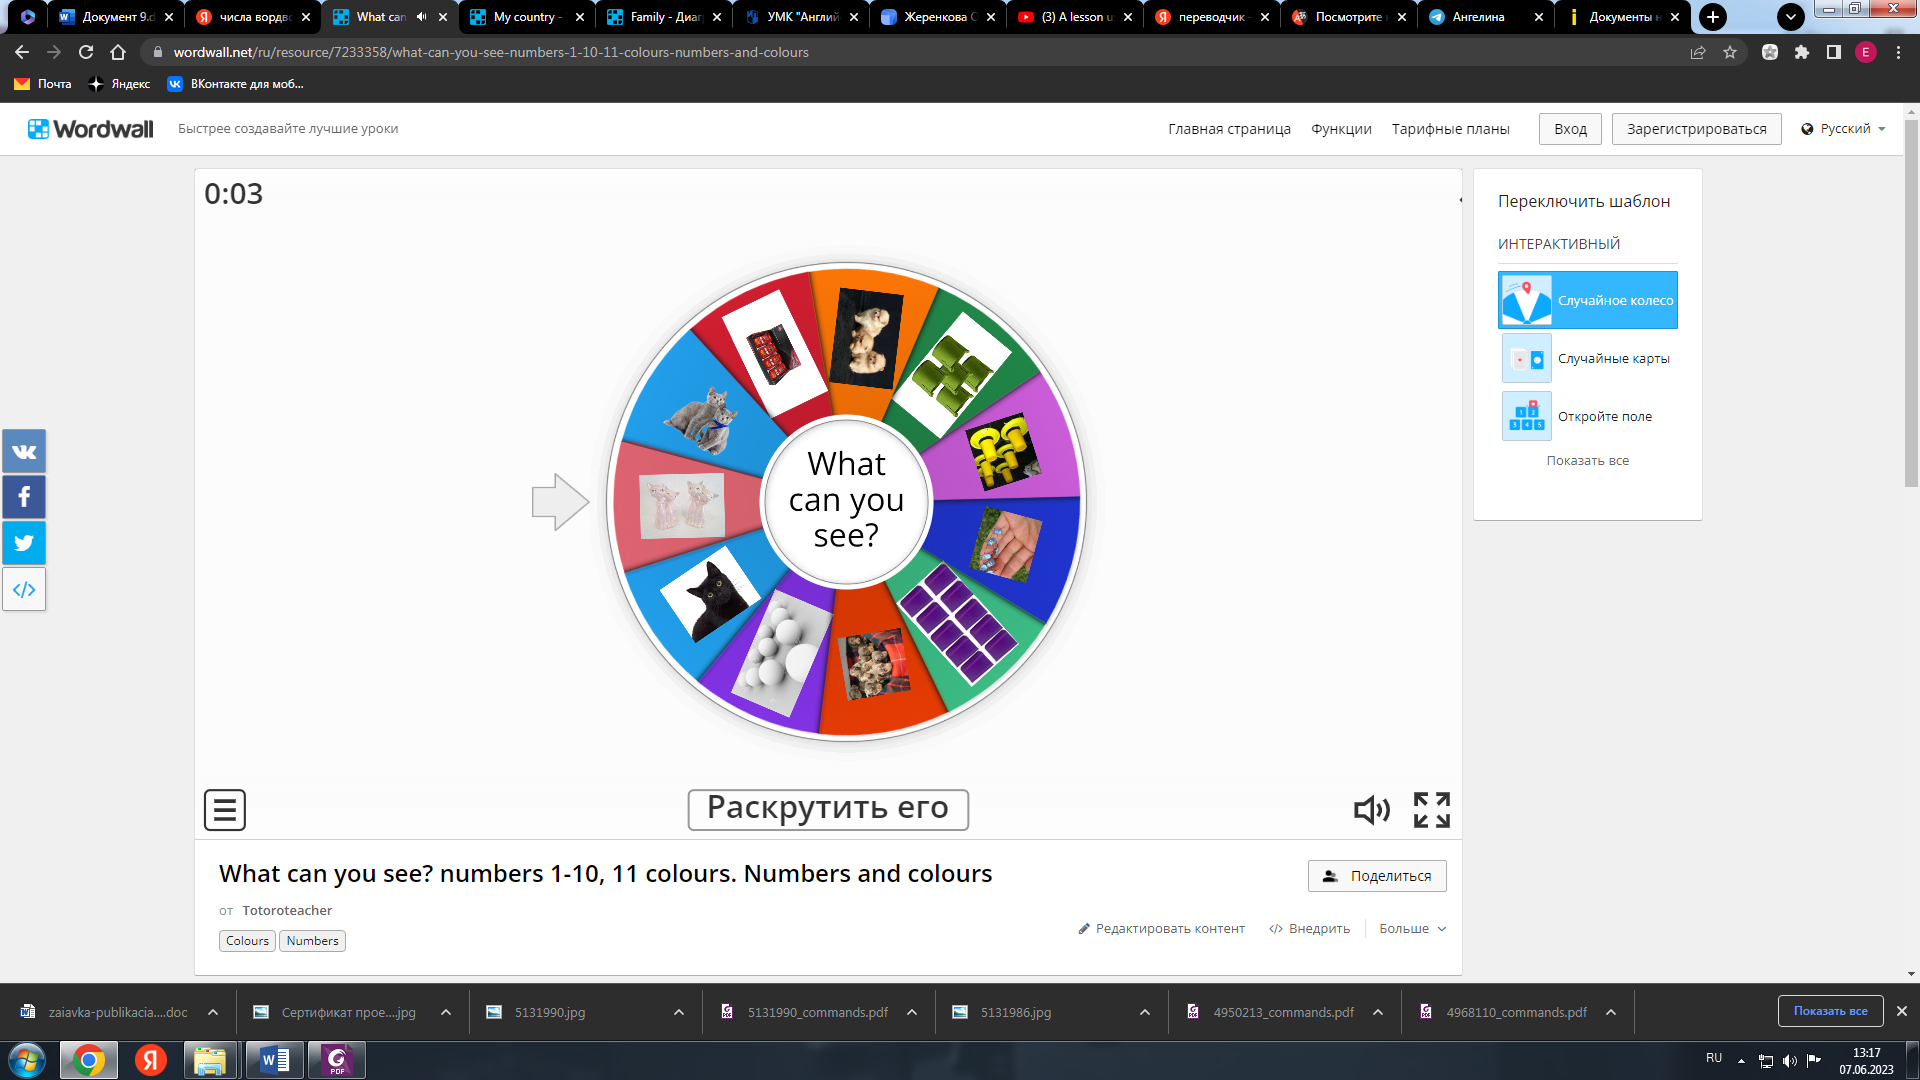 Документ 9.d
числа вордво
What can
My country -
Family - Диаг
УМК "Англий
Жеренкова С
(3) A lesson u
переводчик -
Посмотрите
Ангелина
Документы н
wordwall.net/ru/resource/7233358/what-can-you-see-numbers-1-10-11-colours-numbers-and-colours
E
Почта
Яндекс
ВКонтакте для моб...
Wordwall
Быстрее создавайте лучшие уроки
Главная страница
Функции
Тарифные планы
Вход
Зарегистрироваться
Русский
0:03
What
can you
see?
Раскрутить его
Переключить шаблон
ИНТЕРАКТИВНЫЙ
Случайное колесо
Случайные карты
Откройте поле
Показать все
What can you see? numbers 1-10, 11 colours. Numbers and colours
Поделиться
от Totoroteacher
Colours
Numbers
Редактировать контент
Внедрить
Больше
zaiavka-publikacia....doc
Сертификат прое....jpg
5131990.jpg
5131990_commands.pdf
5131986.jpg
4950213_commands.pdf
4968110_commands.pdf
Показать все
RU
13:17
07.06.2023